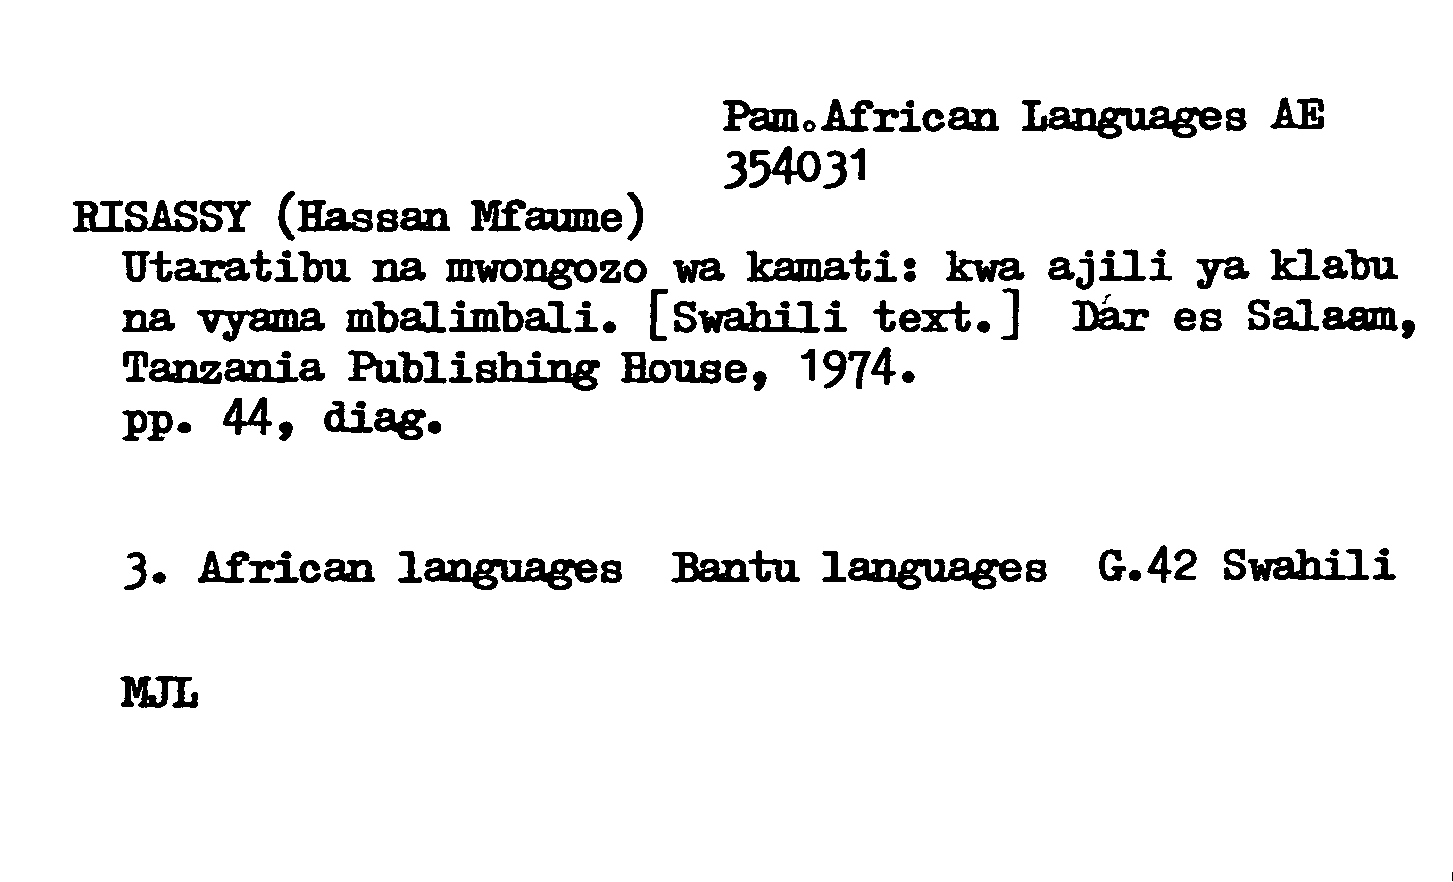 Pam.African Languages AE
354031
RISASSY (Hassan Mfaume)
Utaratibu na mwongozo wa kamati: kwa ajili ya klabu
na vyama mbalimbali. [Swahili text.] Dar es Salaam,
Tanzania Publishing House, 1974.
pp. 44, diag.
3. African languages Bantu languages G.42 Swahili
MJL